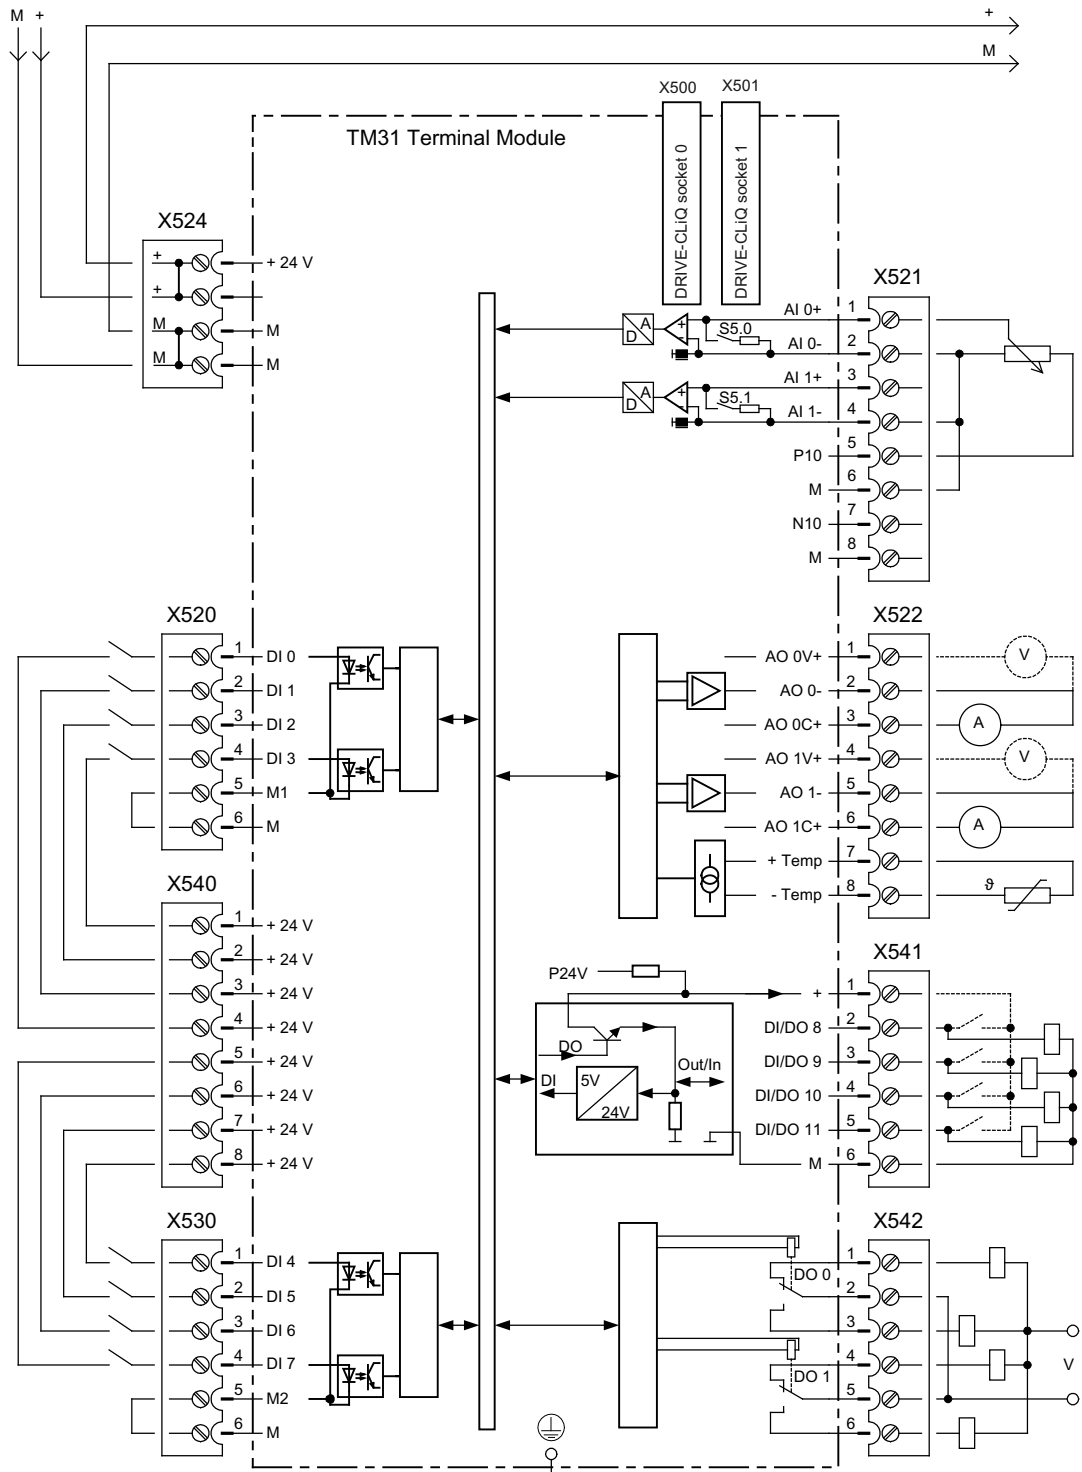 M +
+
M
X500 X501
TM31 Terminal Module
DRIVE-CLiQ socket 0
DRIVE-CLiQ socket 1
X524
+ + 24 V
+
M M
M M
X521
AI 0+ 1
S5.0
AI 0- 2
D A + -
AI 1+ 3
S5.1
AI 1- 4
D A + -
P10 5
M 6
N10 7
M 8
X520
1 DI 0
2 DI 1
3 DI 2
4 DI 3
5 M1
6 M
X522
AO 0V+ 1 V
AO 0- 2
AO 0C+ 3 A
AO 1V+ 4 V
AO 1- 5
AO 1C+ 6 A
+ Temp 7
- Temp 8 ϑ
X540
1 + 24 V
2 + 24 V
3 + 24 V
4 + 24 V
5 + 24 V
6 + 24 V
7 + 24 V
8 + 24 V
X541
P24V
+ 1
DI/DO 8 2
DO
DI/DO 9 3
DI 5V 24V Out/In
DI/DO 10 4
DI/DO 11 5
M 6
X530
1 DI 4
2 DI 5
3 DI 6
4 DI 7
5 M2
6 M
X542
1
DO 0
2
3
4
DO 1
5
6
V